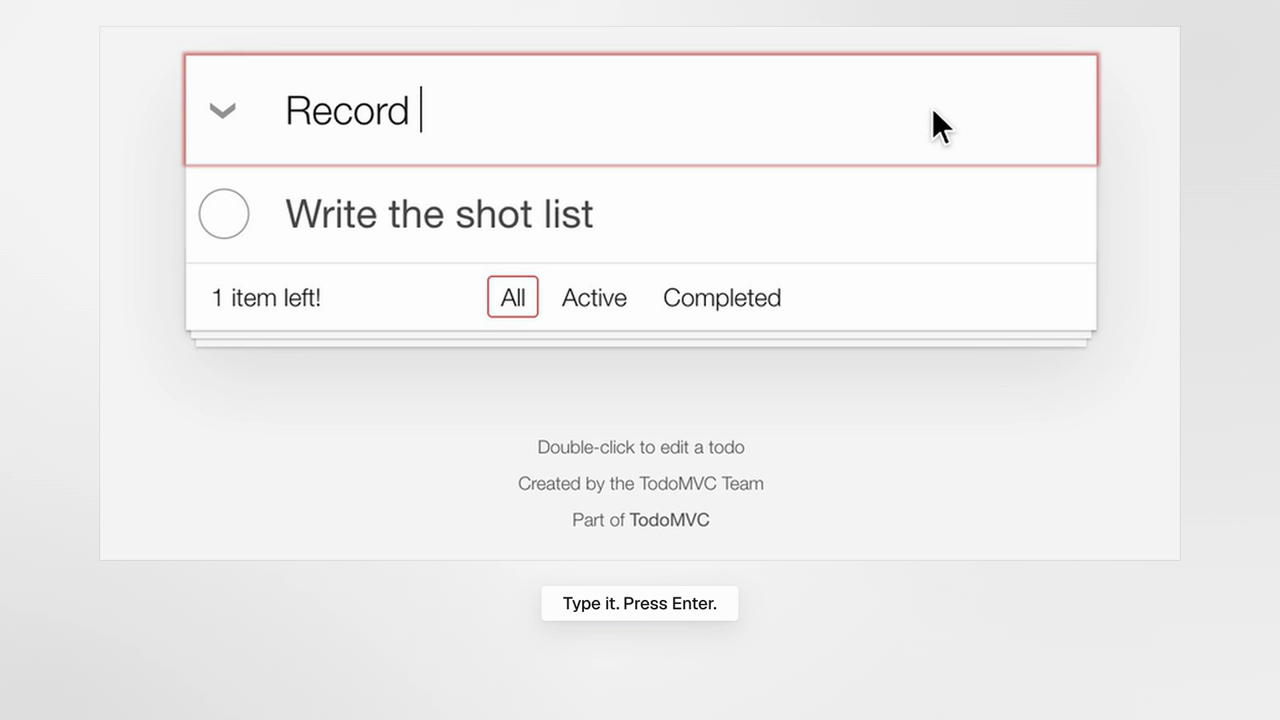 Record
Write the shot list
1 item left!
All
Active
Completed
Double-click to edit a todo
Created by the TodoMVC Team
Part of TodoMVC
Type it. Press Enter.